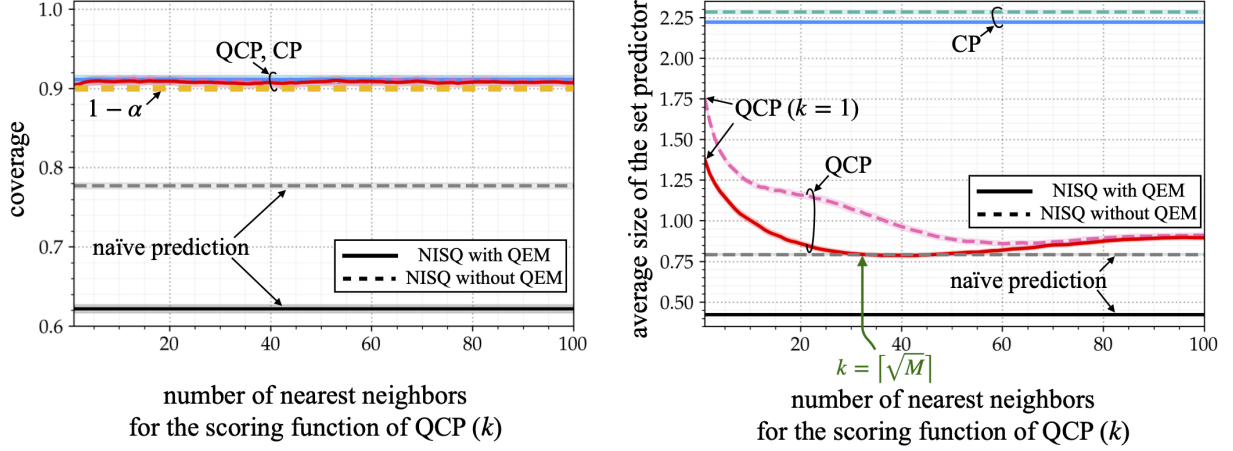 1.0
0.9
0.8
0.7
0.6
coverage
QCP, CP
1 − α
naïve prediction
NISQ with QEM
NISQ without QEM
20
40
60
80
100
number of nearest neighbors
for the scoring function of QCP (k)
2.25
2.00
1.75
1.50
1.25
1.00
0.75
0.50
average size of the set predictor
CP
QCP (k = 1)
QCP
NISQ with QEM
NISQ without QEM
naïve prediction
20
40
60
80
100
k = ⌈√M⌉
number of nearest neighbors
for the scoring function of QCP (k)